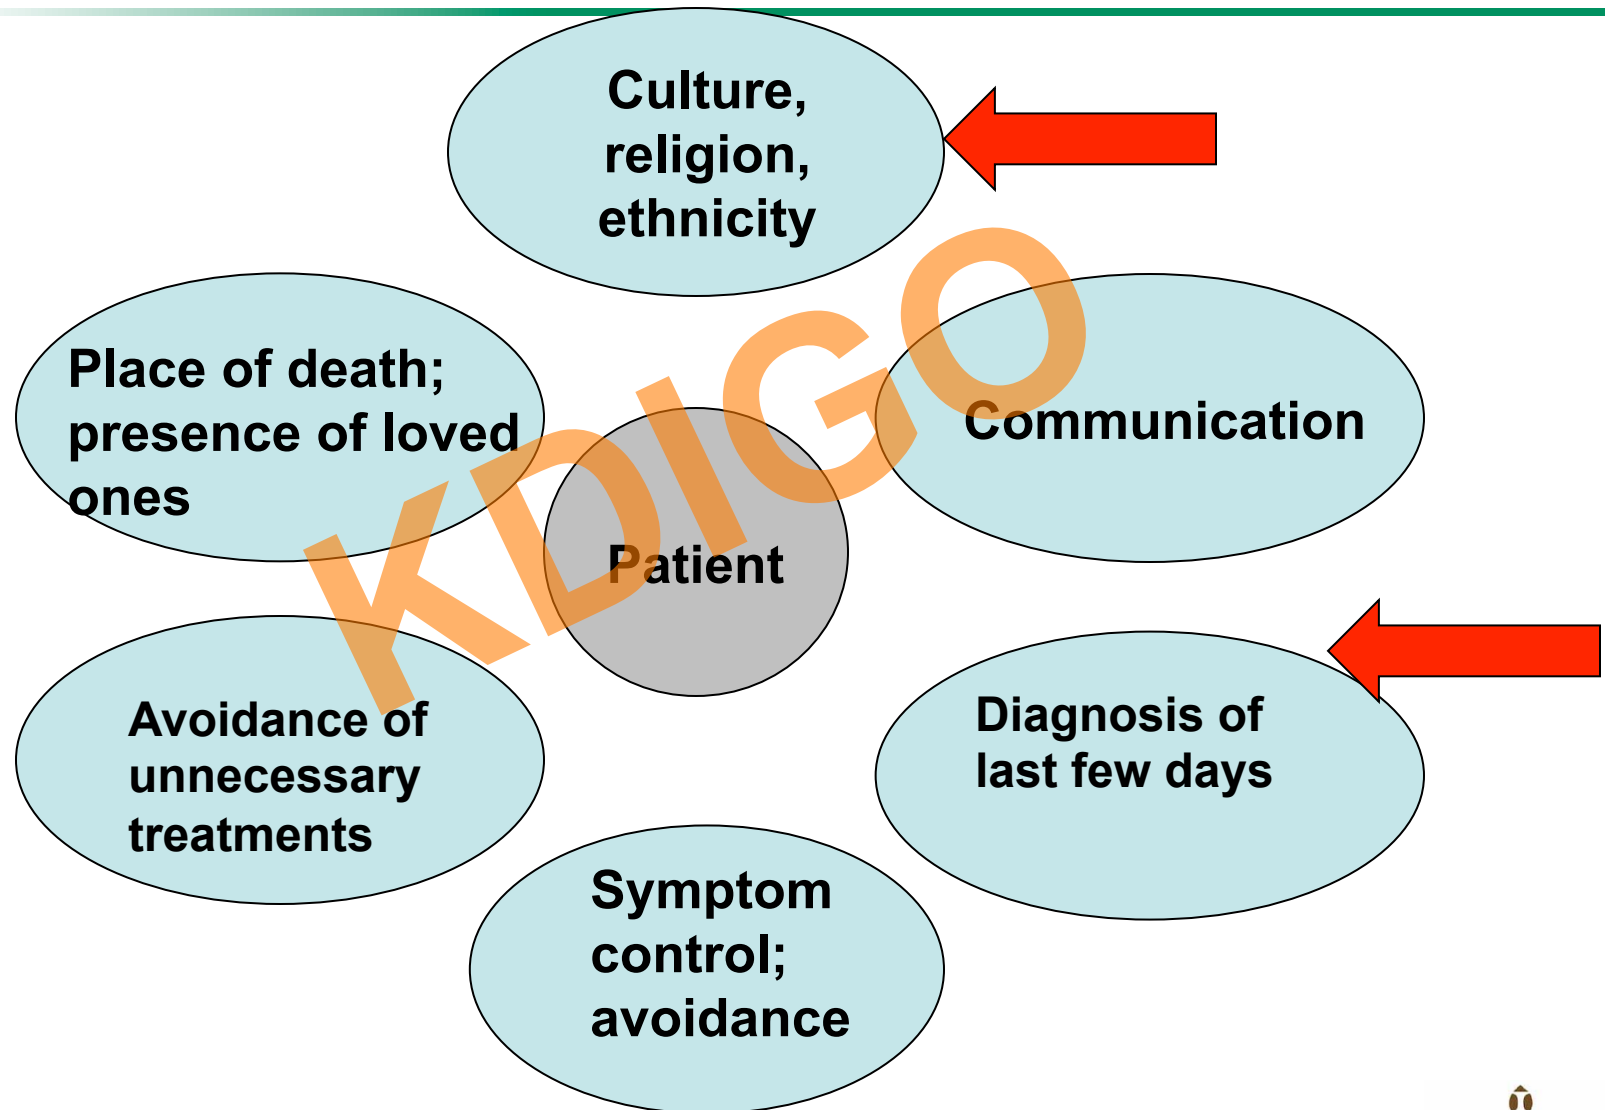 Culture,
religion,
ethnicity
Place of death;
presence of loved
ones
Communication
Patient
Avoidance of
unnecessary
treatments
Diagnosis of
last few days
Symptom
control;
avoidance
KDIGO